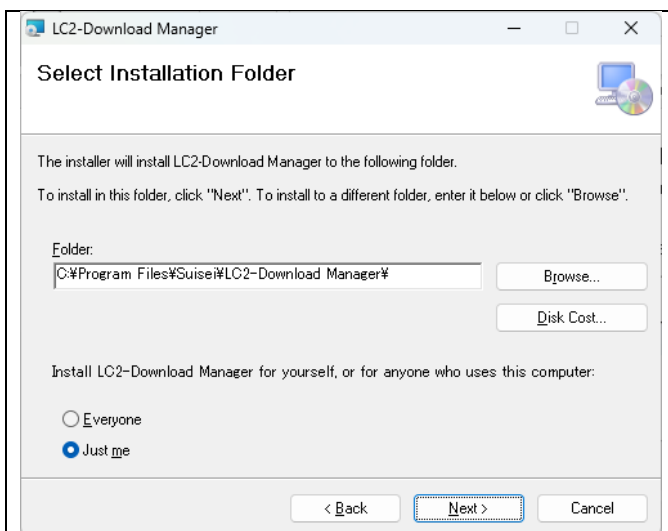 LC2-Download Manager
Select Installation Folder
The installer will install LC2-Download Manager to the following folder.
To install in this folder, click "Next". To install to a different folder, enter it below or click "Browse".
Folder:
C:¥Program Files¥Suisei¥LC2-Download Manager¥
Browse...
Disk Cost...
Install LC2-Download Manager for yourself, or for anyone who uses this computer:
Everyone
Just me
< Back
Next >
Cancel